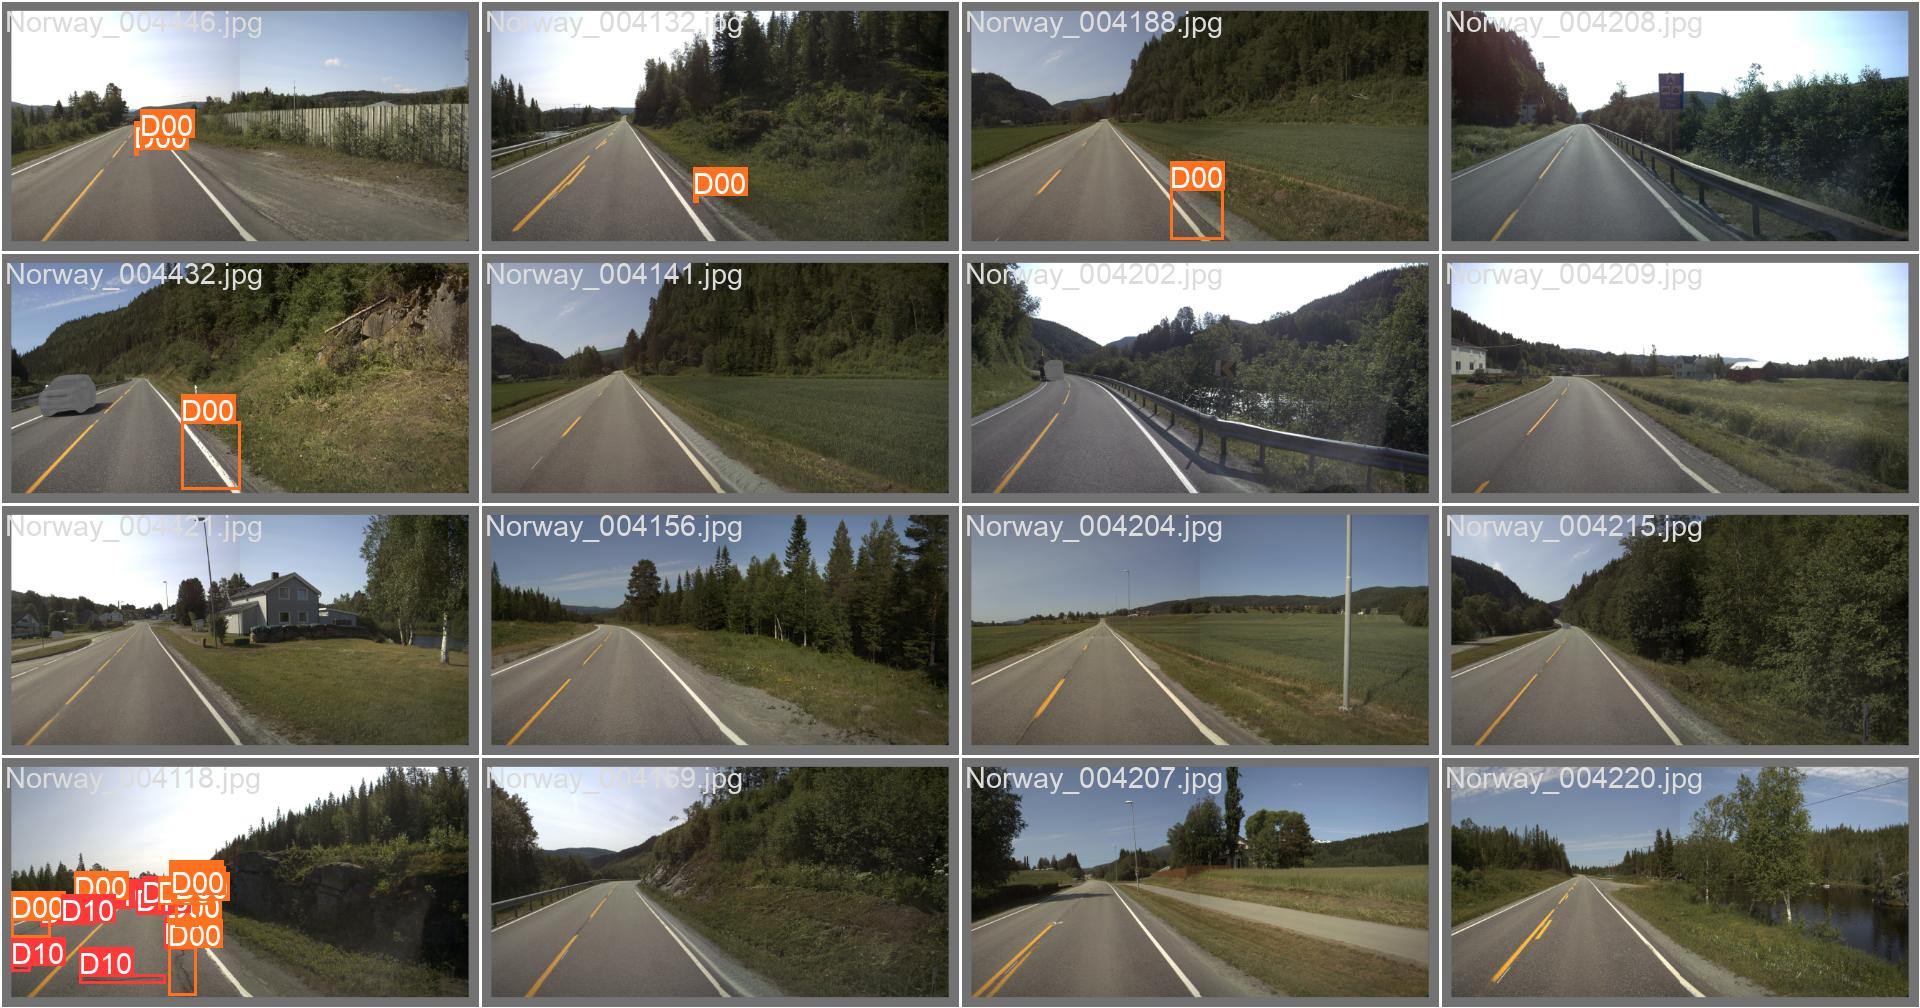 Norway_004446.jpg
D00
D00
Norway_004132.jpg
D00
Norway_004188.jpg
D00
Norway_004208.jpg
Norway_004432.jpg
D00
Norway_004141.jpg
Norway_004202.jpg
Norway_004209.jpg
Norway_004421.jpg
Norway_004156.jpg
Norway_004204.jpg
Norway_004215.jpg
Norway_004118.jpg
D00
D00
D00
D10
D00
D00
D10
D10
Norway_004159.jpg
Norway_004207.jpg
Norway_004220.jpg